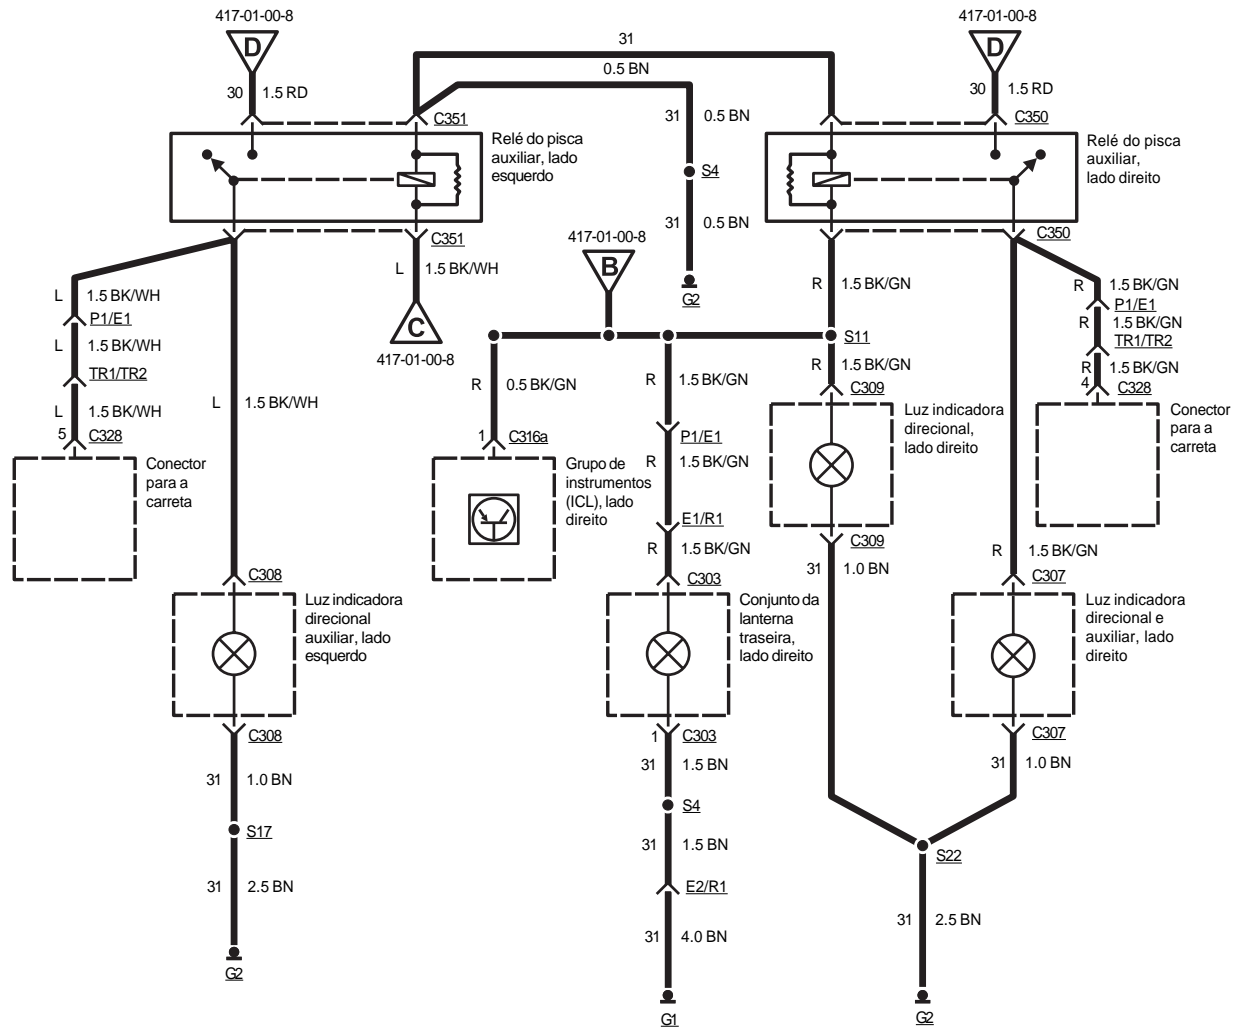 417-01-00-8
D
30 1.5 RD
C351
31
0.5 BN
417-01-00-8
D
30 1.5 RD
C350
Relé do pisca
auxiliar, lado
esquerdo
31 0.5 BN
S4
31 0.5 BN
G2
Relé do pisca
auxiliar,
lado direito
C351
L 1.5 BK/WH
C
417-01-00-8
417-01-00-8
B
C350
R 1.5 BK/GN
S11
R 1.5 BK/GN
C309
R 1.5 BK/GN
P1/E1
R 1.5 BK/GN
TR1/TR2
R 1.5 BK/GN
4 C328
Conector
para a
carreta
L 1.5 BK/WH
P1/E1
L 1.5 BK/WH
TR1/TR2
L 1.5 BK/WH
5 C328
Conector
para a
carreta
L 1.5 BK/WH
R 0.5 BK/GN
1 C316a
Grupo de
instrumentos
(ICL), lado
direito
R 1.5 BK/GN
P1/E1
R 1.5 BK/GN
E1/R1
R 1.5 BK/GN
C303
Luz indicadora
direcional,
lado direito
C309
31 1.0 BN
R 1.5 BK/GN
C307
C308
Luz indicadora
direcional
auxiliar, lado
esquerdo
C308
31 1.0 BN
S17
31 2.5 BN
G2
Conjunto da
lanterna
traseira,
lado direito
1 C303
31 1.5 BN
S4
31 1.5 BN
E2/R1
31 4.0 BN
G1
Luz indicadora
direcional e
auxiliar, lado
direito
C307
31 1.0 BN
S22
31 2.5 BN
G2